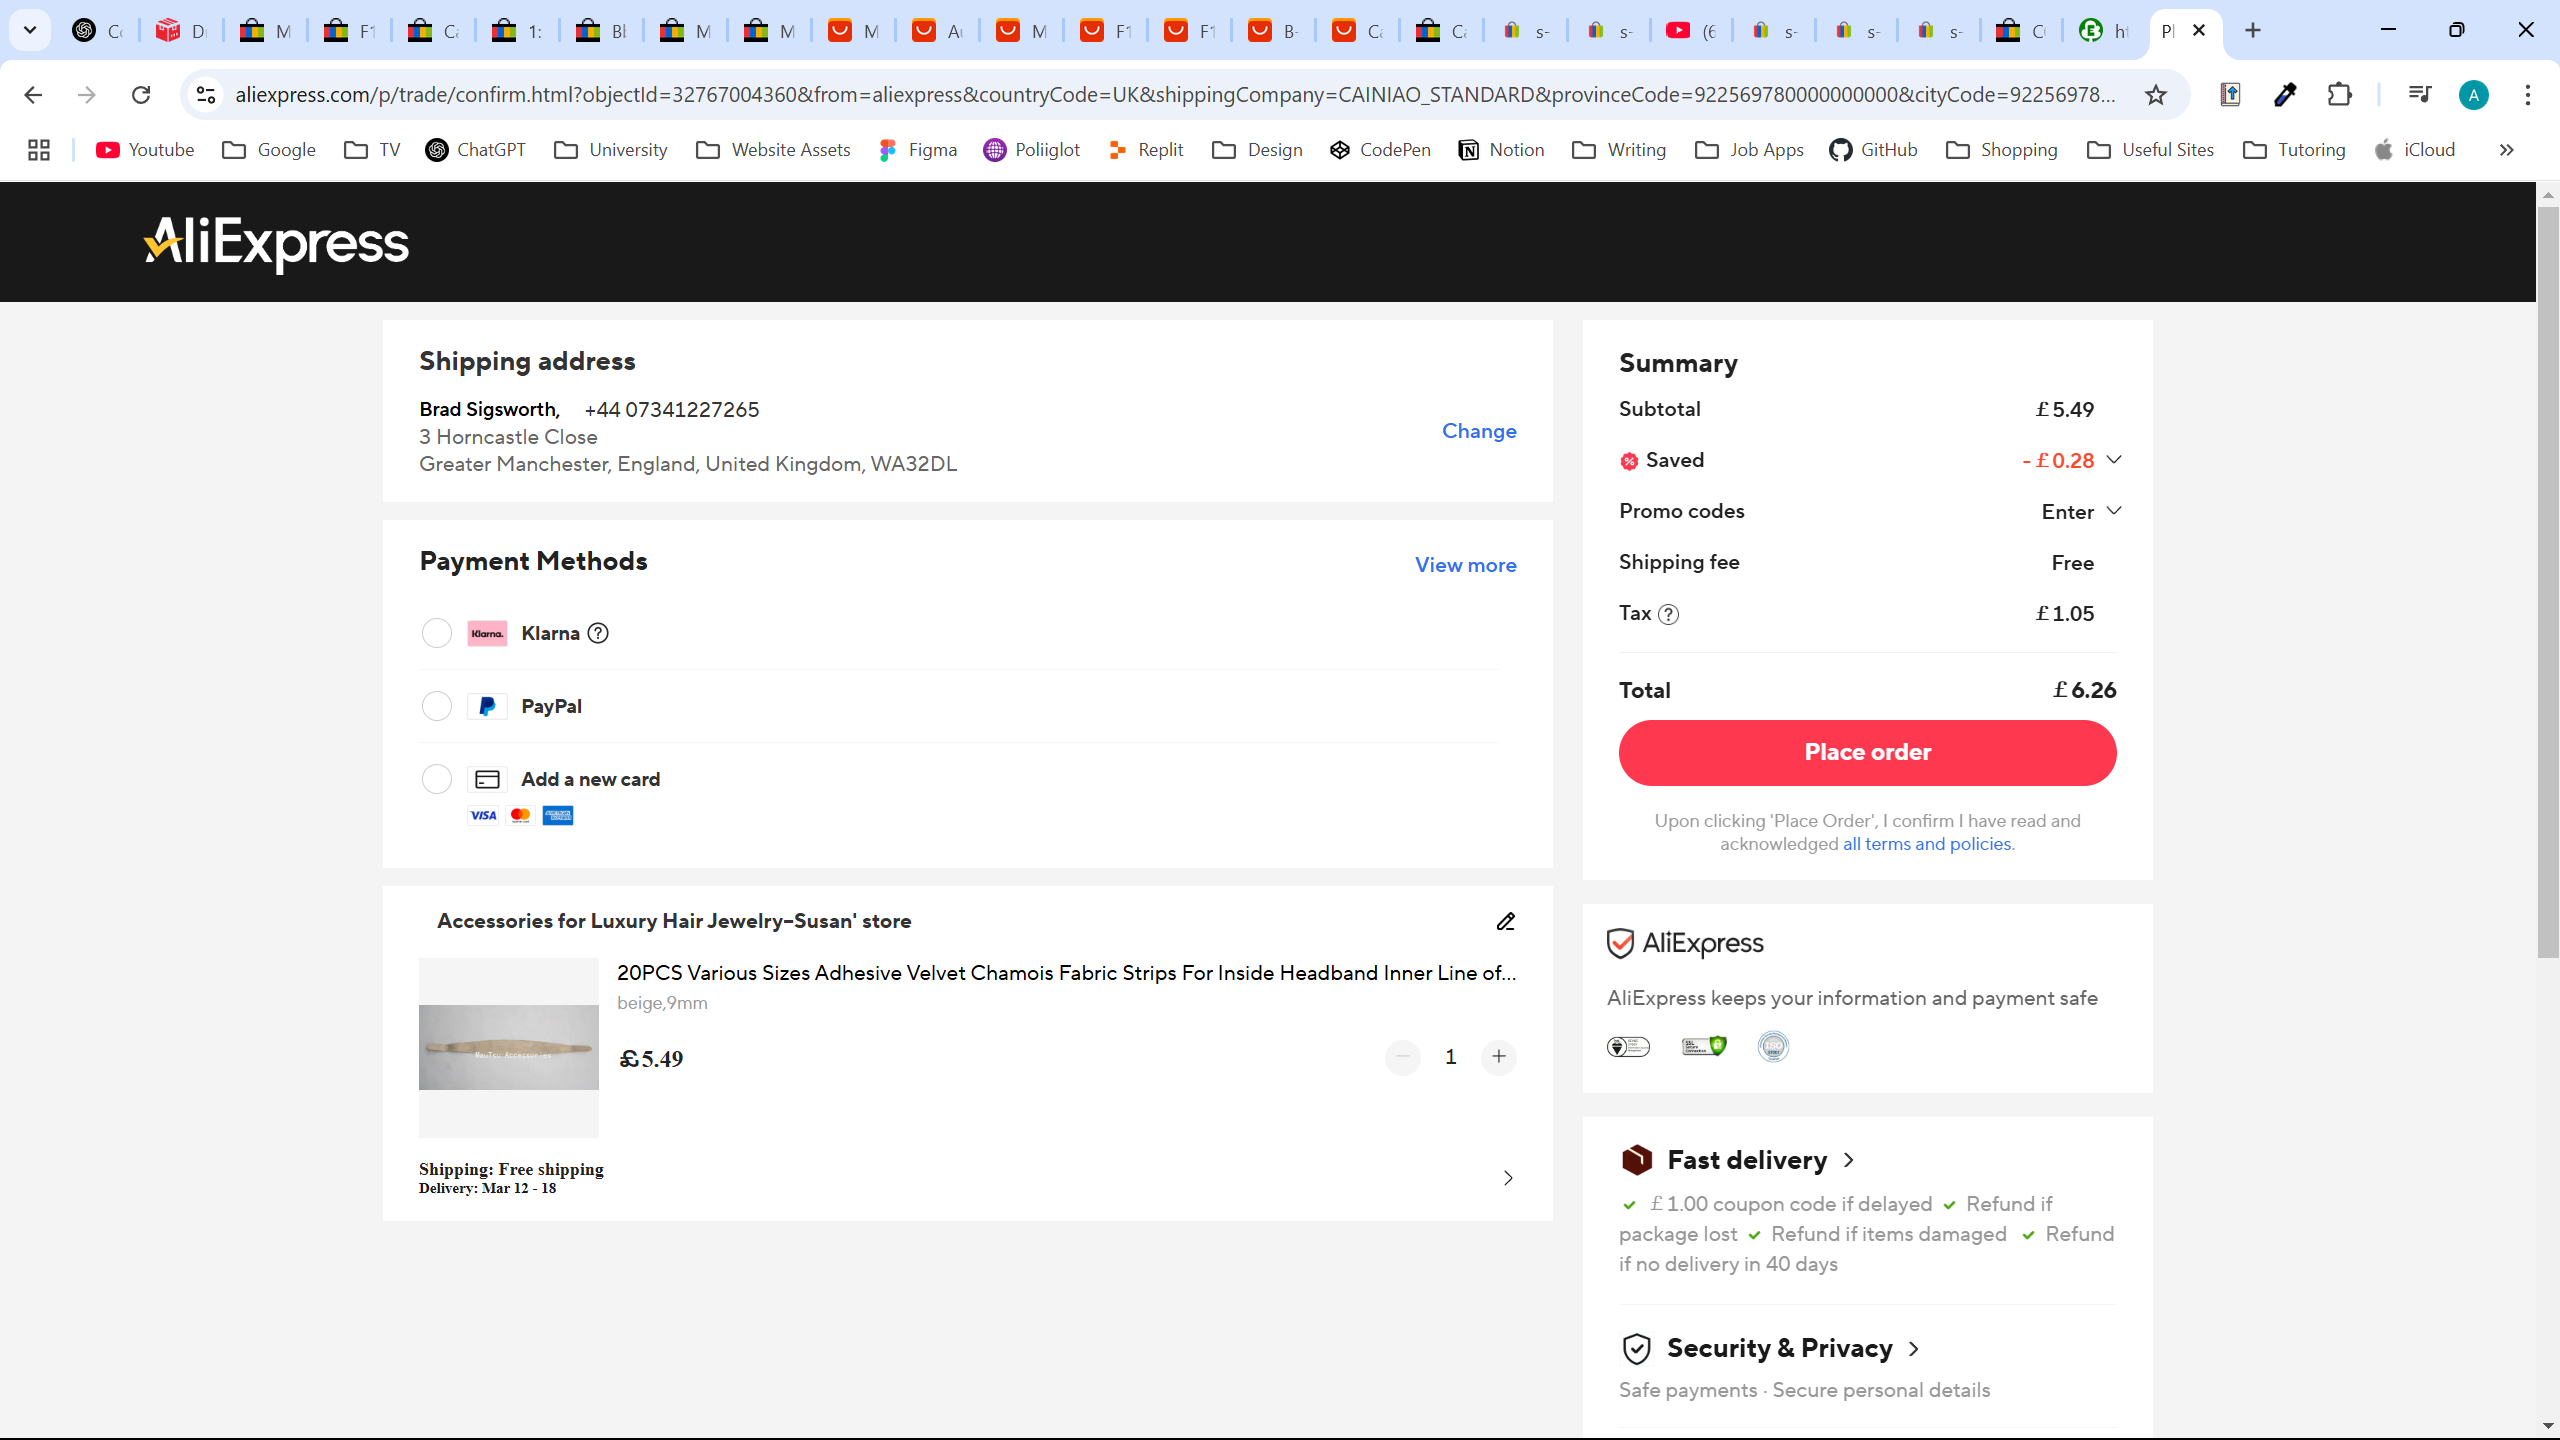 aliexpress.com/p/trade/confirm.html?objectId=32767004360&from=aliexpress&countryCode=UK&shippingCompany=CAINIAO_STANDARD&provinceCode=922569780000000000&cityCode=92256978...
Youtube Google TV ChatGPT University Website Assets Figma Poliiglot Replit Design CodePen Notion Writing Job Apps GitHub Shopping Useful Sites Tutoring iCloud
AliExpress
Shipping address
Brad Sigsworth, +44 07341227265
3 Horncastle Close
Greater Manchester, England, United Kingdom, WA32DL
Change
Payment Methods
View more
Klarna. Klarna
PayPal
Add a new card
VISA
Accessories for Luxury Hair Jewelry-Susan' store
20PCS Various Sizes Adhesive Velvet Chamois Fabric Strips For Inside Headband Inner Line of...
beige,9mm
MauTsu Accessories
£5.49
1
Shipping: Free shipping
Delivery: Mar 12 - 18
Summary
Subtotal £5.49
Saved -£0.28
Promo codes Enter
Shipping fee Free
Tax £1.05
Total £6.26
Place order
Upon clicking 'Place Order', I confirm I have read and
acknowledged all terms and policies.
AliExpress
AliExpress keeps your information and payment safe
Fast delivery
£1.00 coupon code if delayed Refund if
package lost Refund if items damaged Refund
if no delivery in 40 days
Security & Privacy
Safe payments · Secure personal details